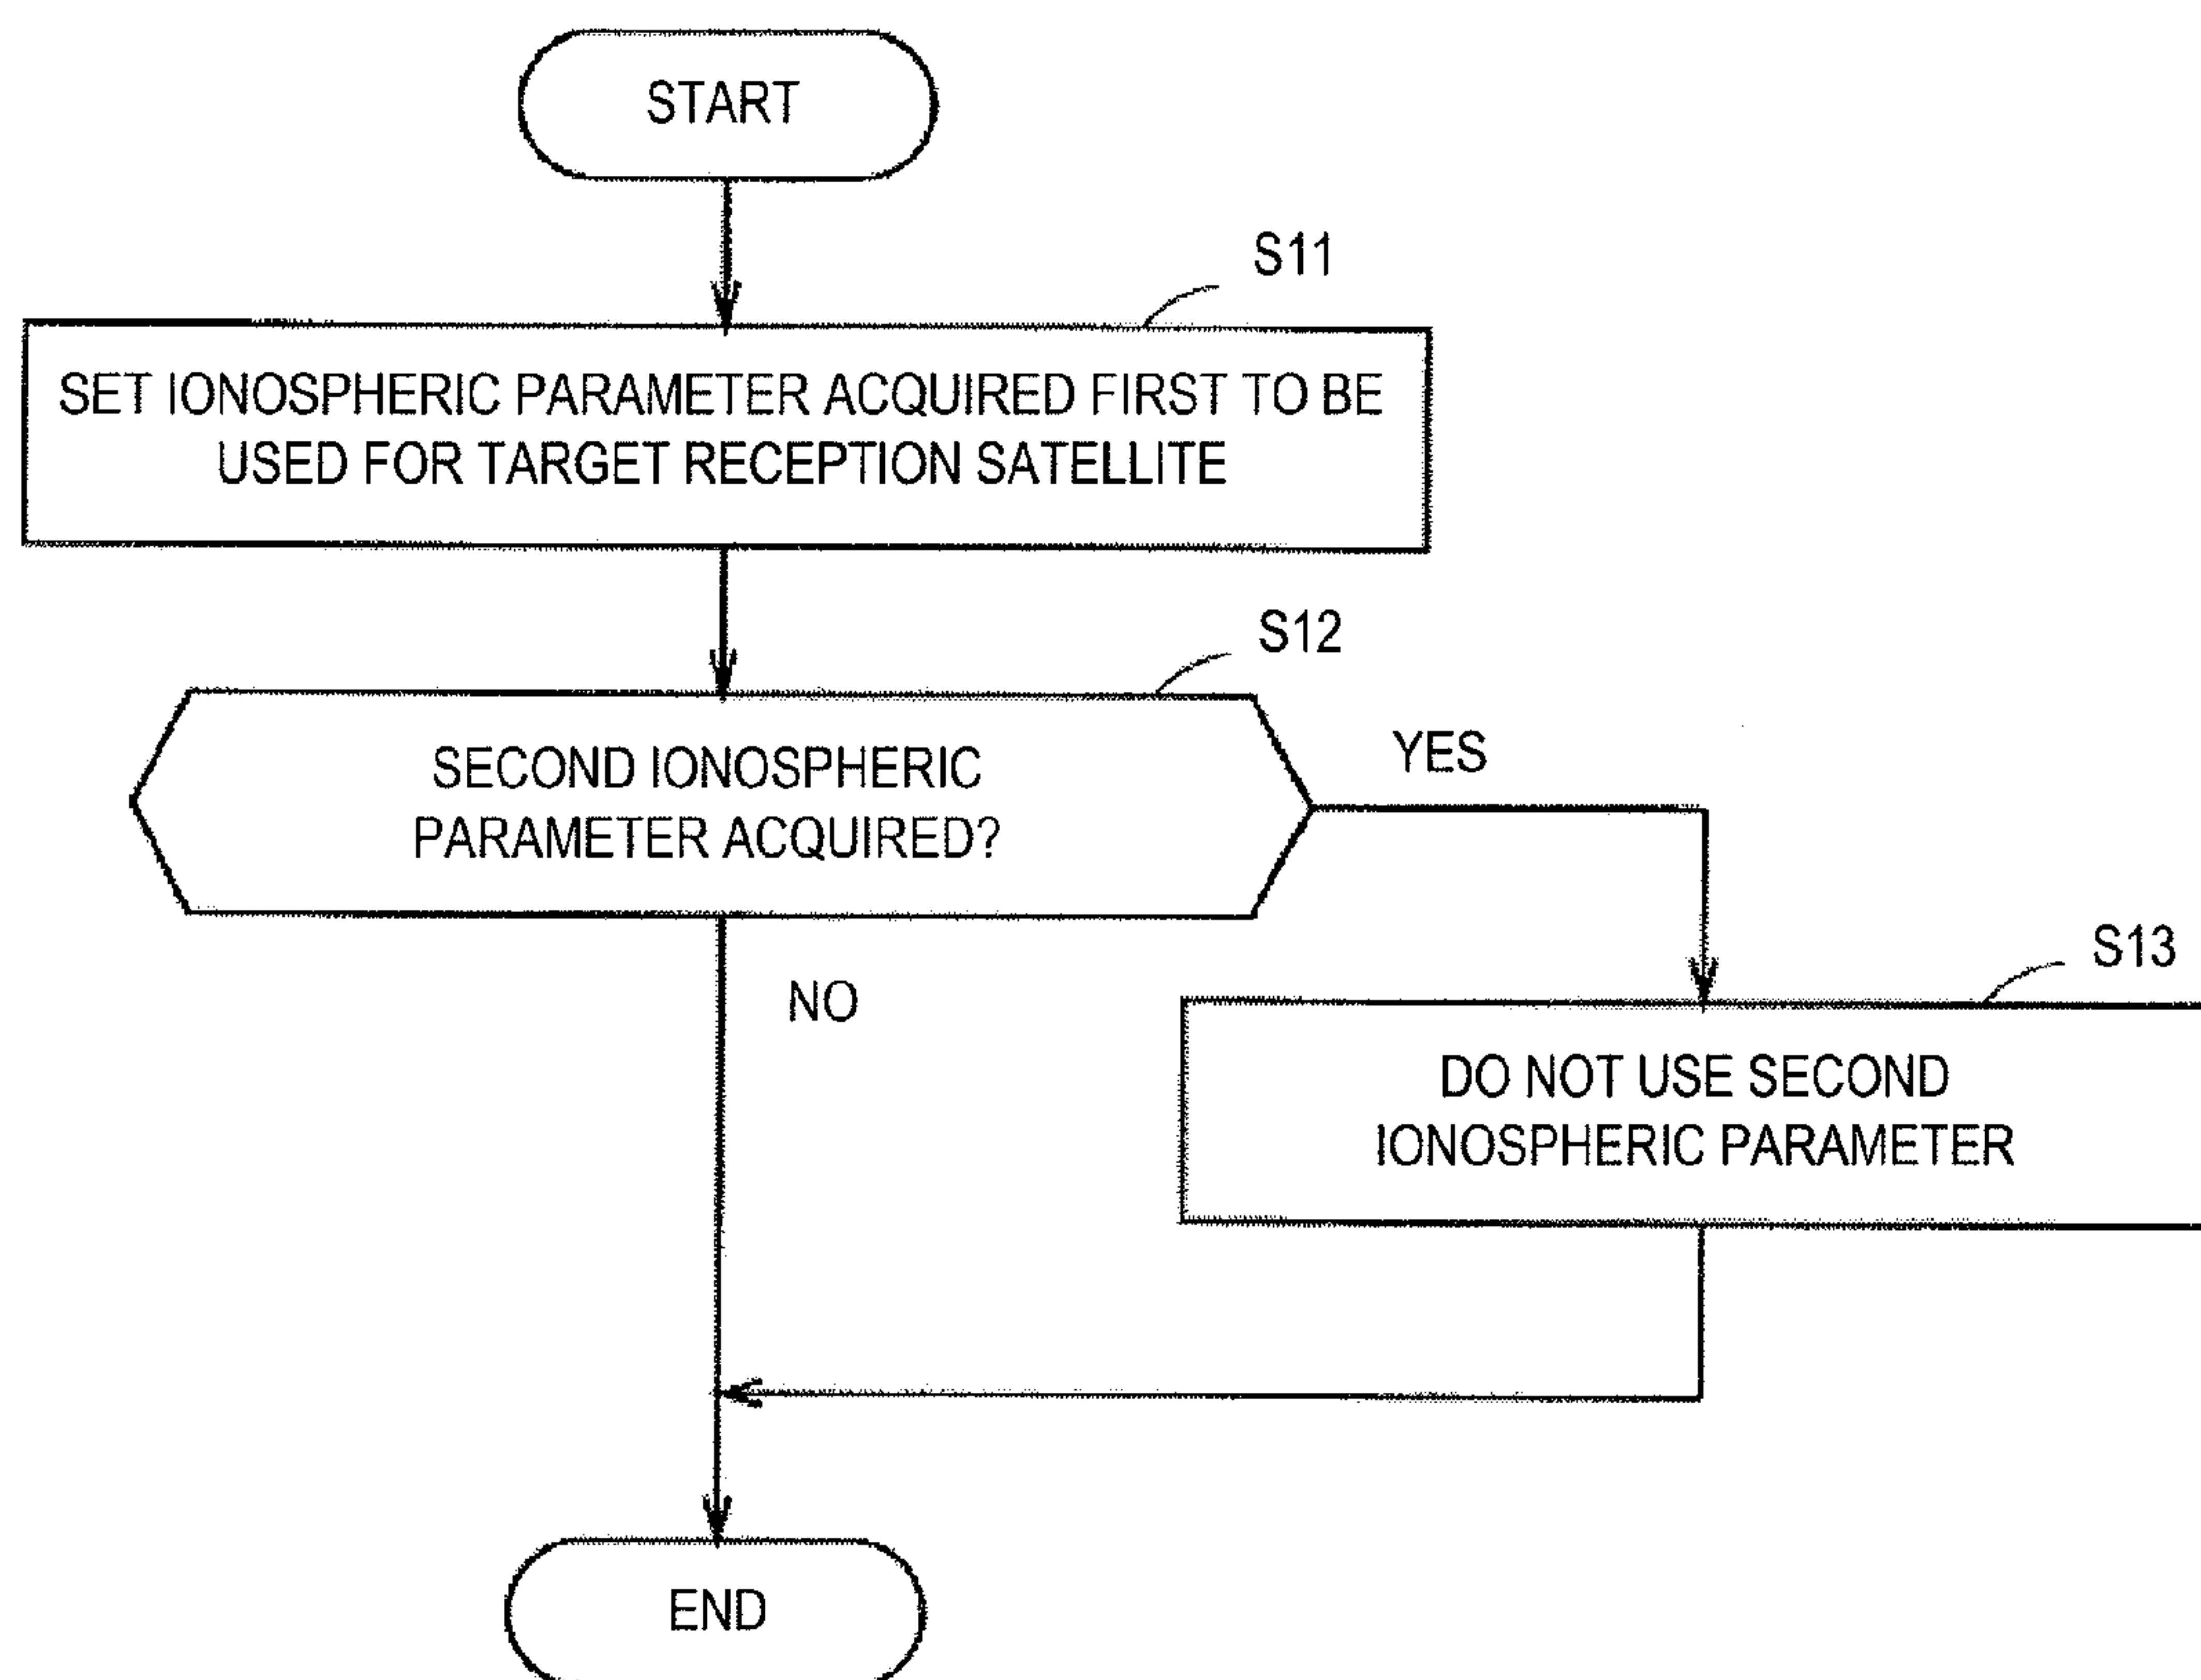 START
S11
SET IONOSPHERIC PARAMETER ACQUIRED FIRST TO BE
USED FOR TARGET RECEPTION SATELLITE
S12
SECOND IONOSPHERIC
PARAMETER ACQUIRED?
YES
NO
S13
DO NOT USE SECOND
IONOSPHERIC PARAMETER
END